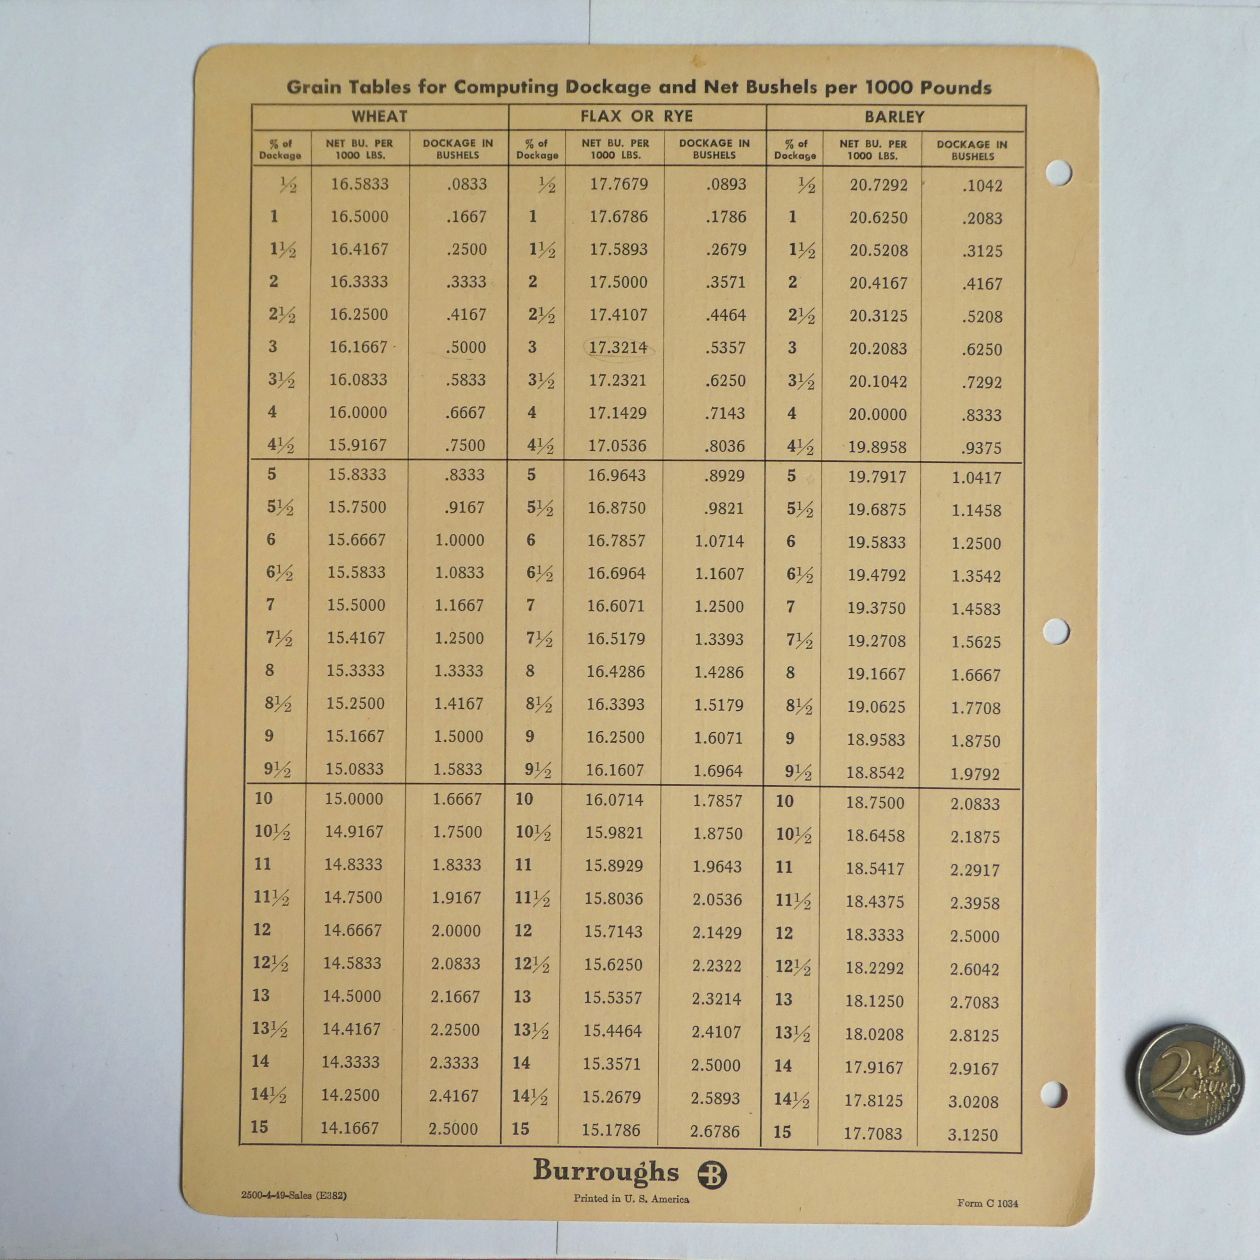 Grain Tables for Computing Dockage and Net Bushels per 1000 Pounds
WHEAT FLAX OR RYE BARLEY
% of Dockage NET BU. PER 1000 LBS. DOCKAGE IN BUSHELS % of Dockage NET BU. PER 1000 LBS. DOCKAGE IN BUSHELS % of Dockage NET BU. PER 1000 LBS. DOCKAGE IN BUSHELS
½ 16.5833 .0833 ½ 17.7679 .0893 ½ 20.7292 .1042
1 16.5000 .1667 1 17.6786 .1786 1 20.6250 .2083
1½ 16.4167 .2500 1½ 17.5893 .2679 1½ 20.5208 .3125
2 16.3333 .3333 2 17.5000 .3571 2 20.4167 .4167
2½ 16.2500 .4167 2½ 17.4107 .4464 2½ 20.3125 .5208
3 16.1667 .5000 3 17.3214 .5357 3 20.2083 .6250
3½ 16.0833 .5833 3½ 17.2321 .6250 3½ 20.1042 .7292
4 16.0000 .6667 4 17.1429 .7143 4 20.0000 .8333
4½ 15.9167 .7500 4½ 17.0536 .8036 4½ 19.8958 .9375
5 15.8333 .8333 5 16.9643 .8929 5 19.7917 1.0417
5½ 15.7500 .9167 5½ 16.8750 .9821 5½ 19.6875 1.1458
6 15.6667 1.0000 6 16.7857 1.0714 6 19.5833 1.2500
6½ 15.5833 1.0833 6½ 16.6964 1.1607 6½ 19.4792 1.3542
7 15.5000 1.1667 7 16.6071 1.2500 7 19.3750 1.4583
7½ 15.4167 1.2500 7½ 16.5179 1.3393 7½ 19.2708 1.5625
8 15.3333 1.3333 8 16.4286 1.4286 8 19.1667 1.6667
8½ 15.2500 1.4167 8½ 16.3393 1.5179 8½ 19.0625 1.7708
9 15.1667 1.5000 9 16.2500 1.6071 9 18.9583 1.8750
9½ 15.0833 1.5833 9½ 16.1607 1.6964 9½ 18.8542 1.9792
10 15.0000 1.6667 10 16.0714 1.7857 10 18.7500 2.0833
10½ 14.9167 1.7500 10½ 15.9821 1.8750 10½ 18.6458 2.1875
11 14.8333 1.8333 11 15.8929 1.9643 11 18.5417 2.2917
11½ 14.7500 1.9167 11½ 15.8036 2.0536 11½ 18.4375 2.3958
12 14.6667 2.0000 12 15.7143 2.1429 12 18.3333 2.5000
12½ 14.5833 2.0833 12½ 15.6250 2.2322 12½ 18.2292 2.6042
13 14.5000 2.1667 13 15.5357 2.3214 13 18.1250 2.7083
13½ 14.4167 2.2500 13½ 15.4464 2.4107 13½ 18.0208 2.8125
14 14.3333 2.3333 14 15.3571 2.5000 14 17.9167 2.9167
14½ 14.2500 2.4167 14½ 15.2679 2.5893 14½ 17.8125 3.0208
15 14.1667 2.5000 15 15.1786 2.6786 15 17.7083 3.1250
Burroughs B
2500-4-49-Sales (E382) Printed in U. S. America Form C 1034
2 EURO